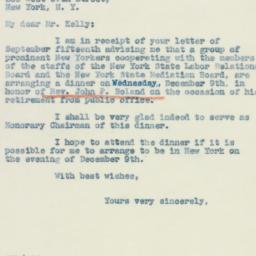 New York, N. Y.
My dear Mr. Kelly:
I am in receipt of your letter of
September fifteenth advising me that a group of
prominent New Yorkers cooperating with the members
of the staffs of the New York State Labor Relations
Board and the New York State Mediation Board, are
arranging a dinner on Wednesday, December 9th, in
honor of Rev. John P. Boland on the occasion of his
retirement from public office.
I shall be very glad indeed to serve as
Honorary Chairman of this dinner.
I hope to attend the dinner if it is
possible for me to arrange to be in New York on
the evening of December 9th.
With best wishes,
Yours very sincerely,